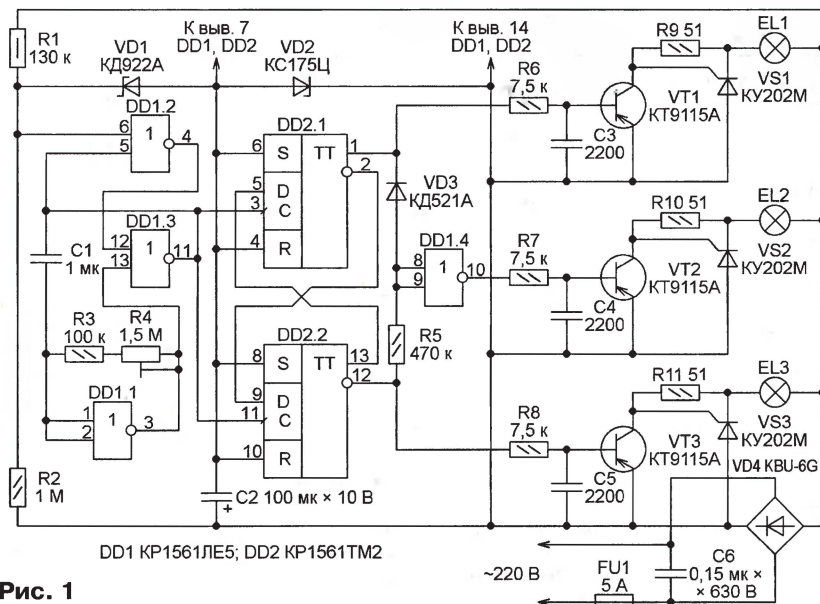 К выв. 7
DD1, DD2
К выв. 14
DD1, DD2
R1
130 к
VD1
КД922А
VD2
КС175Ц
R9 51
EL1
R6
7,5 к
VS1
КУ202М
VT1
КТ9115А
C3
2200
DD1.2
6
5
1
4
DD2.1
6
S
TT
1
2
5
D
3
C
4
R
VD3
КД521А
DD1.3
12
13
1
11
C1
1 мк
DD1.4
8
9
1
10
R7
7,5 к
R10 51
EL2
VS2
КУ202М
VT2
КТ9115А
C4
2200
R3
100 к
R4
1,5 М
DD2.2
8
S
TT
13
12
9
D
11
C
10
R
R5
470 к
DD1.1
1
2
1
3
R8
7,5 к
R11 51
EL3
VS3
КУ202М
VT3
КТ9115А
C5
2200
VD4 KBU-6G
R2
1 М
C2 100 мк × 10 В
+
DD1 КР1561ЛЕ5; DD2 КР1561ТМ2
~220 В
FU1
5 А
C6
0,15 мк ×
× 630 В
Рис. 1